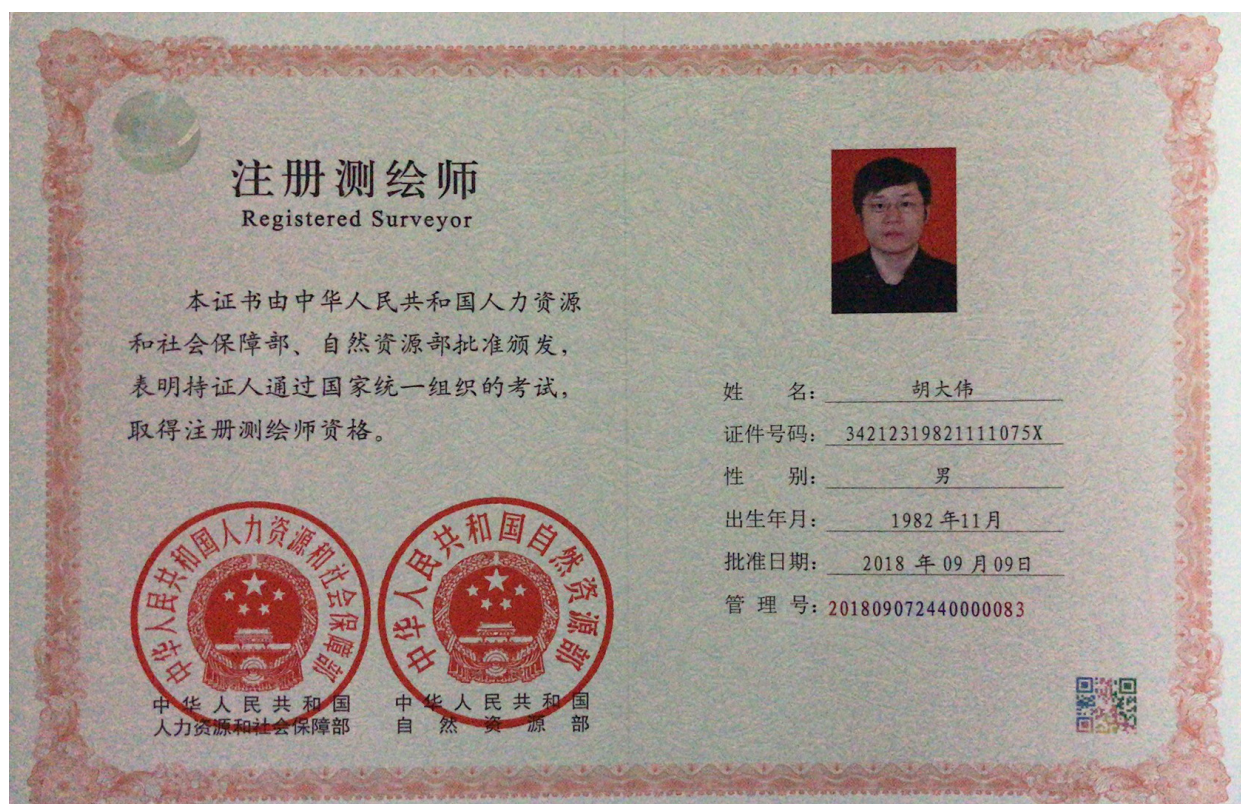 注册测绘师
Registered Surveyor
本证书由中华人民共和国人力资源
和社会保障部、自然资源部批准颁发，
表明持证人通过国家统一组织的考试，
取得注册测绘师资格。
中华人民共和国人力资源和社会保障部
中华人民共和国自然资源部
中华人民共和国
人力资源和社会保障部
中华人民共和国
自然资源部
姓名：胡大伟
证件号码：34212319821111075X
性别：男
出生年月：1982年11月
批准日期：2018年09月09日
管理号：201809072440000083